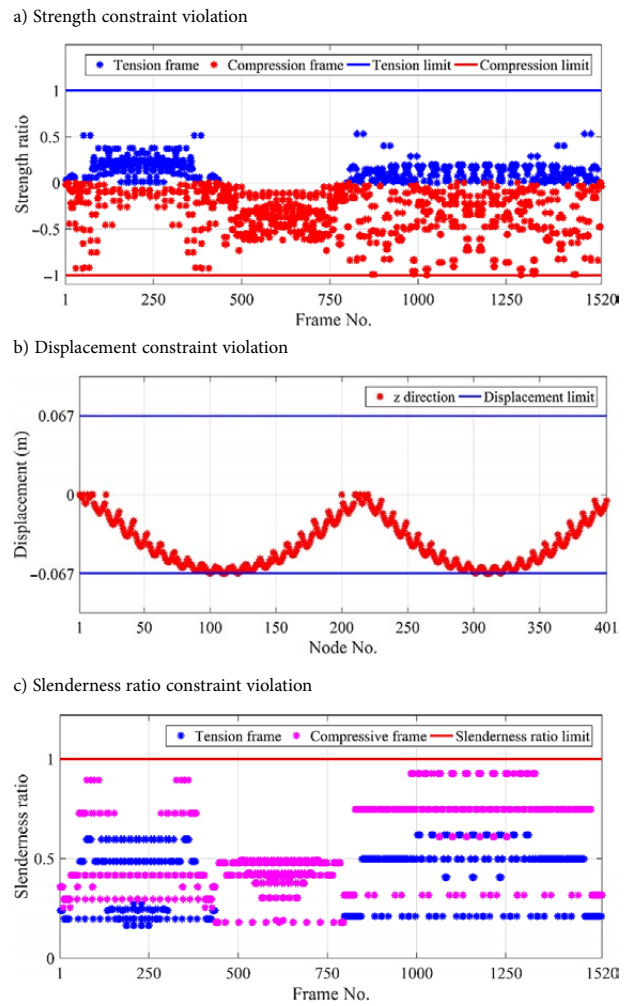 a) Strength constraint violation
Tension frame Compression frame Tension limit Compression limit
1
0.5
0
−0.5
−1
Strength ratio
1 250 500 750 1000 1250 1520
Frame No.
b) Displacement constraint violation
z direction Displacement limit
0.067
0
−0.067
Displacement (m)
1 50 100 150 200 250 300 350 401
Node No.
c) Slenderness ratio constraint violation
Tension frame Compressive frame Slenderness ratio limit
1
0.5
0
Slenderness ratio
1 250 500 750 1000 1250 1520
Frame No.